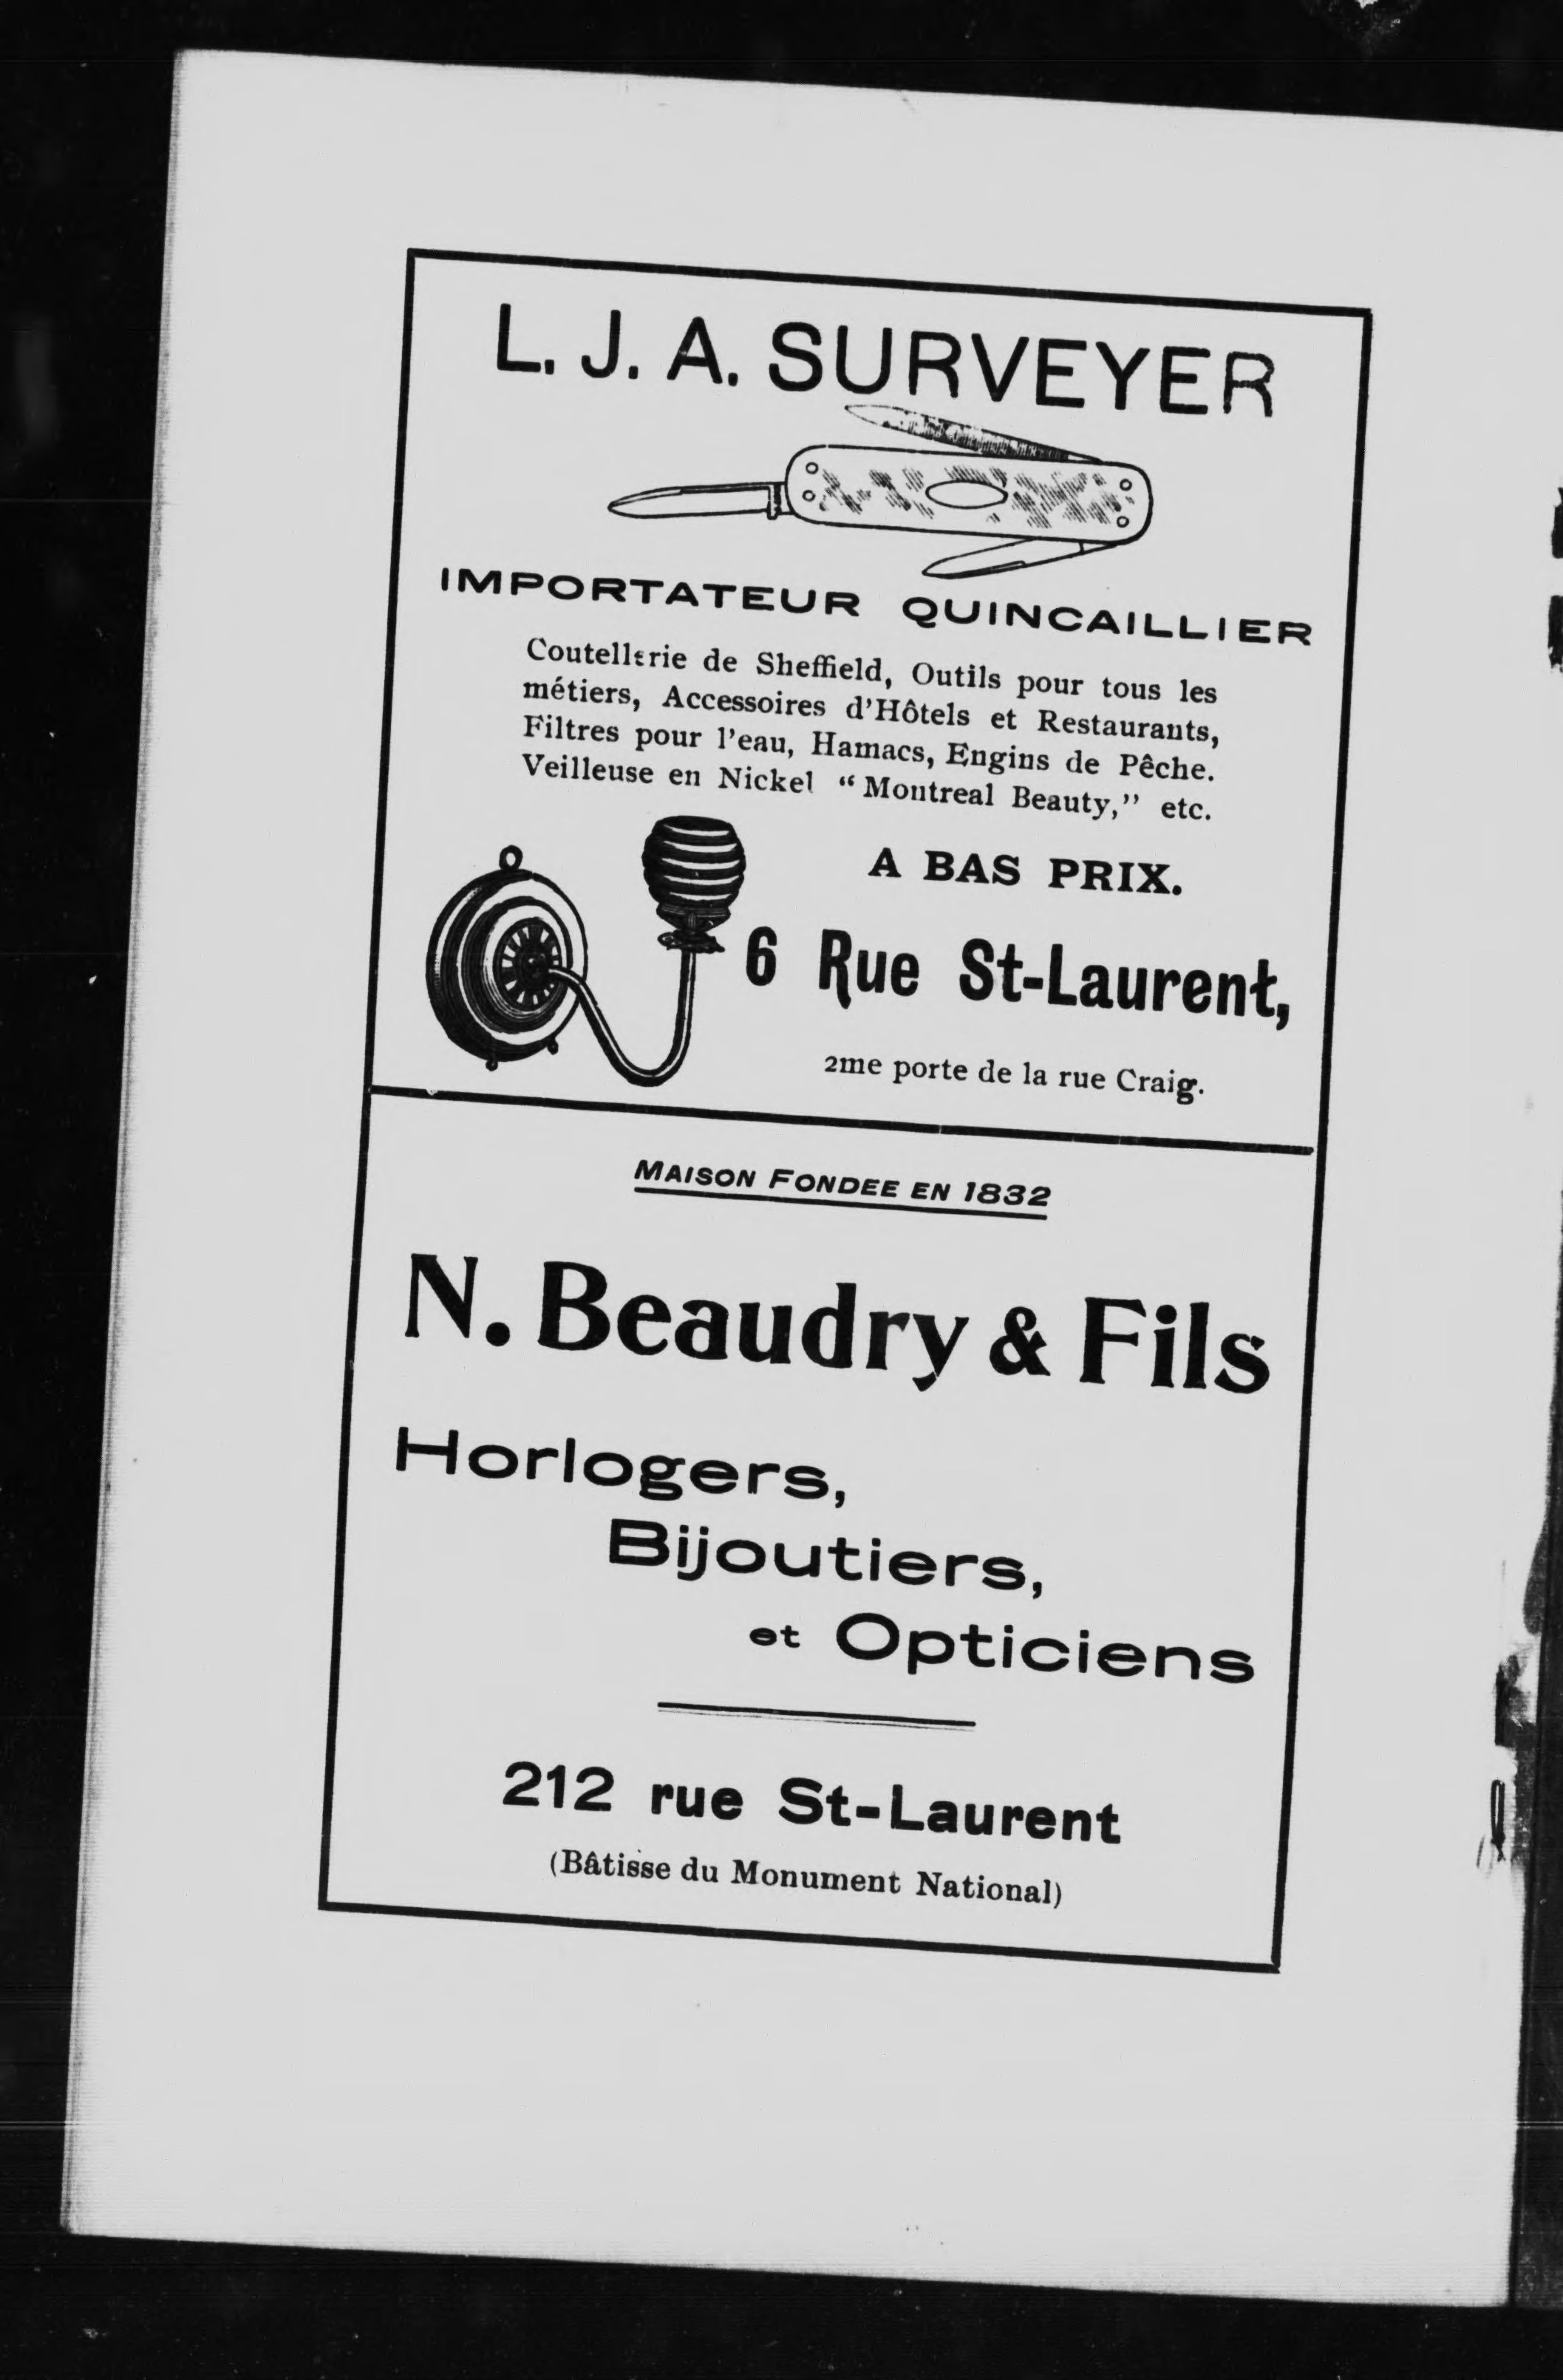 L. J. A. SURVEYER
IMPORTATEUR QUINCAILLIER
Coutellerie de Sheffield, Outils pour tous les
métiers, Accessoires d'Hôtels et Restaurants,
Filtres pour l'eau, Hamacs, Engins de Pêche.
Veilleuse en Nickel “Montreal Beauty,” etc.
A BAS PRIX.
6 Rue St-Laurent,
2me porte de la rue Craig.
MAISON FONDEE EN 1832
N. Beaudry & Fils
Horlogers,
Bijoutiers,
et Opticiens
212 rue St-Laurent
(Bâtisse du Monument National)